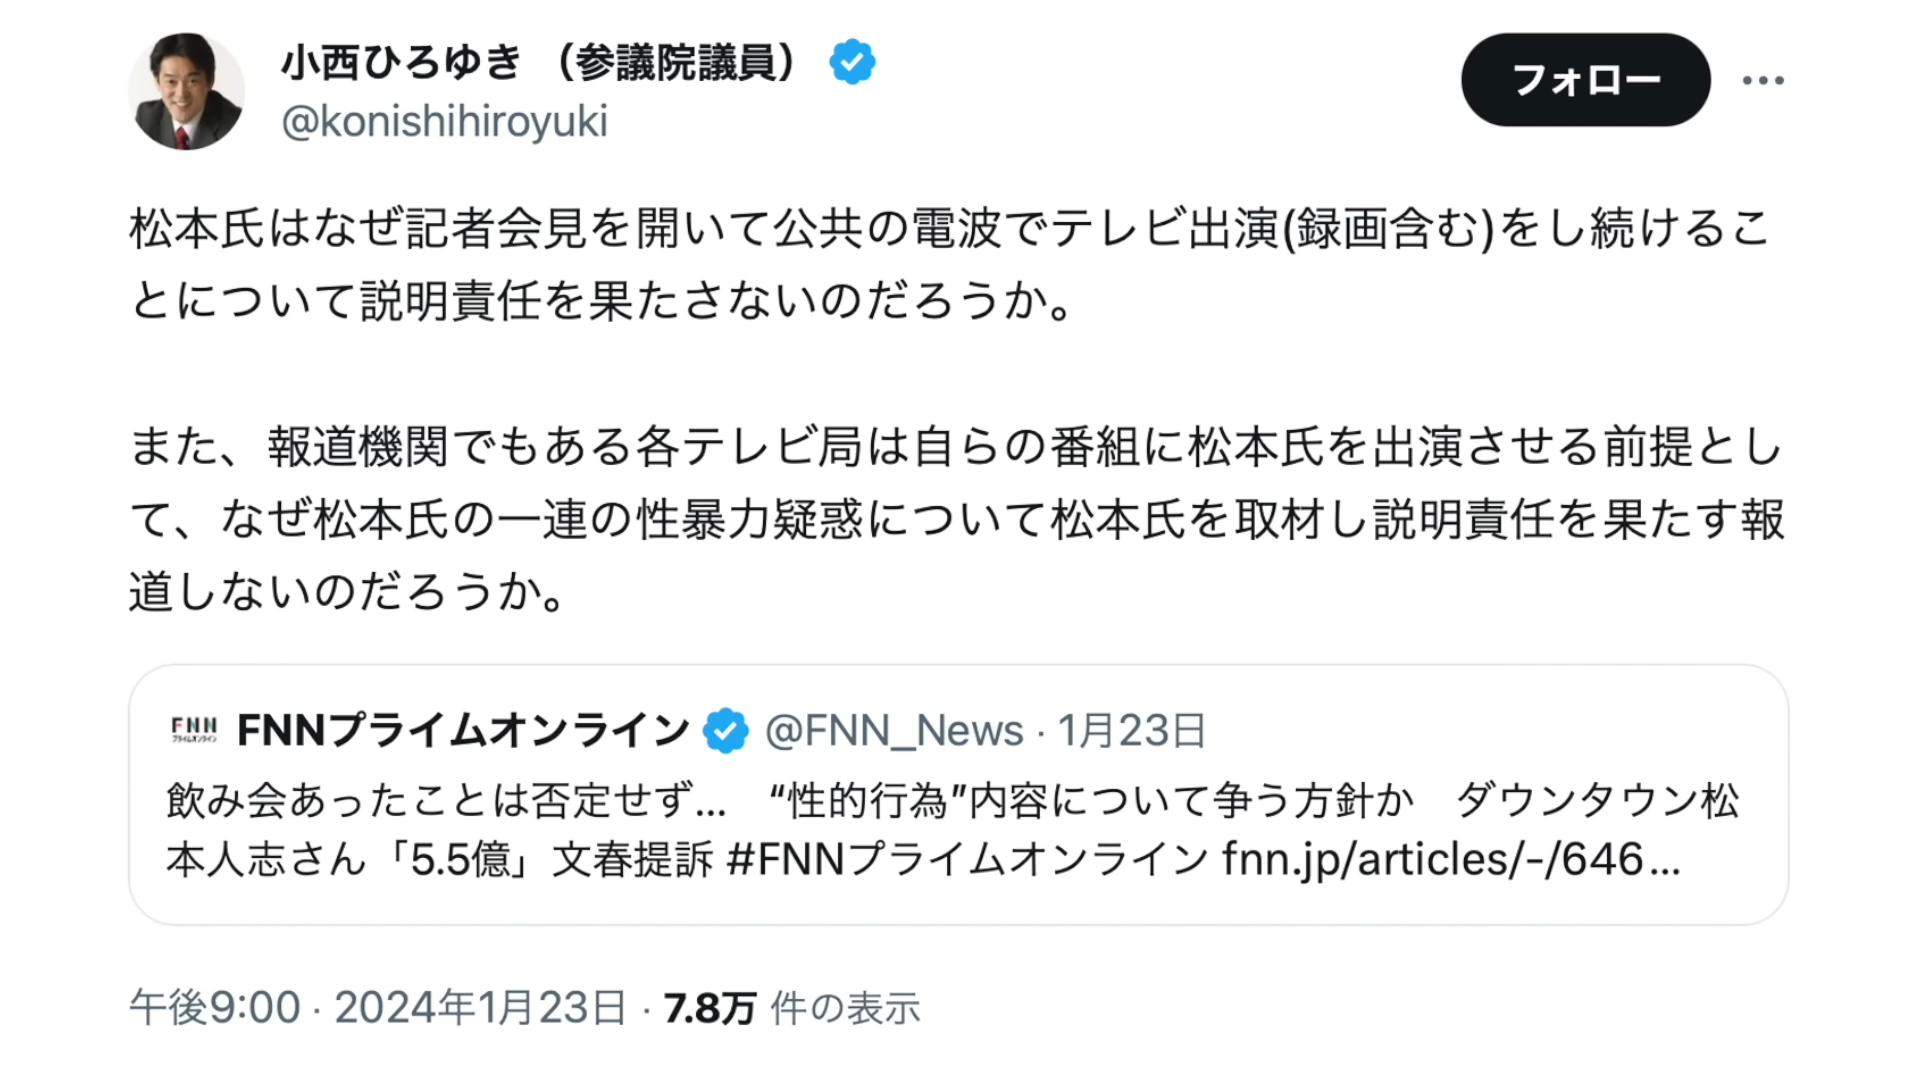 小西ひろゆき （参議院議員）
@konishihiroyuki
フォロー
松本氏はなぜ記者会見を開いて公共の電波でテレビ出演(録画含む)をし続けるこ
とについて説明責任を果たさないのだろうか。
また、報道機関でもある各テレビ局は自らの番組に松本氏を出演させる前提とし
て、なぜ松本氏の一連の性暴力疑惑について松本氏を取材し説明責任を果たす報
道しないのだろうか。
FNN
プライムオンライン
FNNプライムオンライン @FNN_News · 1月23日
飲み会あったことは否定せず… “性的行為”内容について争う方針か　ダウンタウン松
本人志さん「5.5億」文春提訴 #FNNプライムオンライン fnn.jp/articles/-/646…
午後9:00 · 2024年1月23日 · 7.8万 件の表示